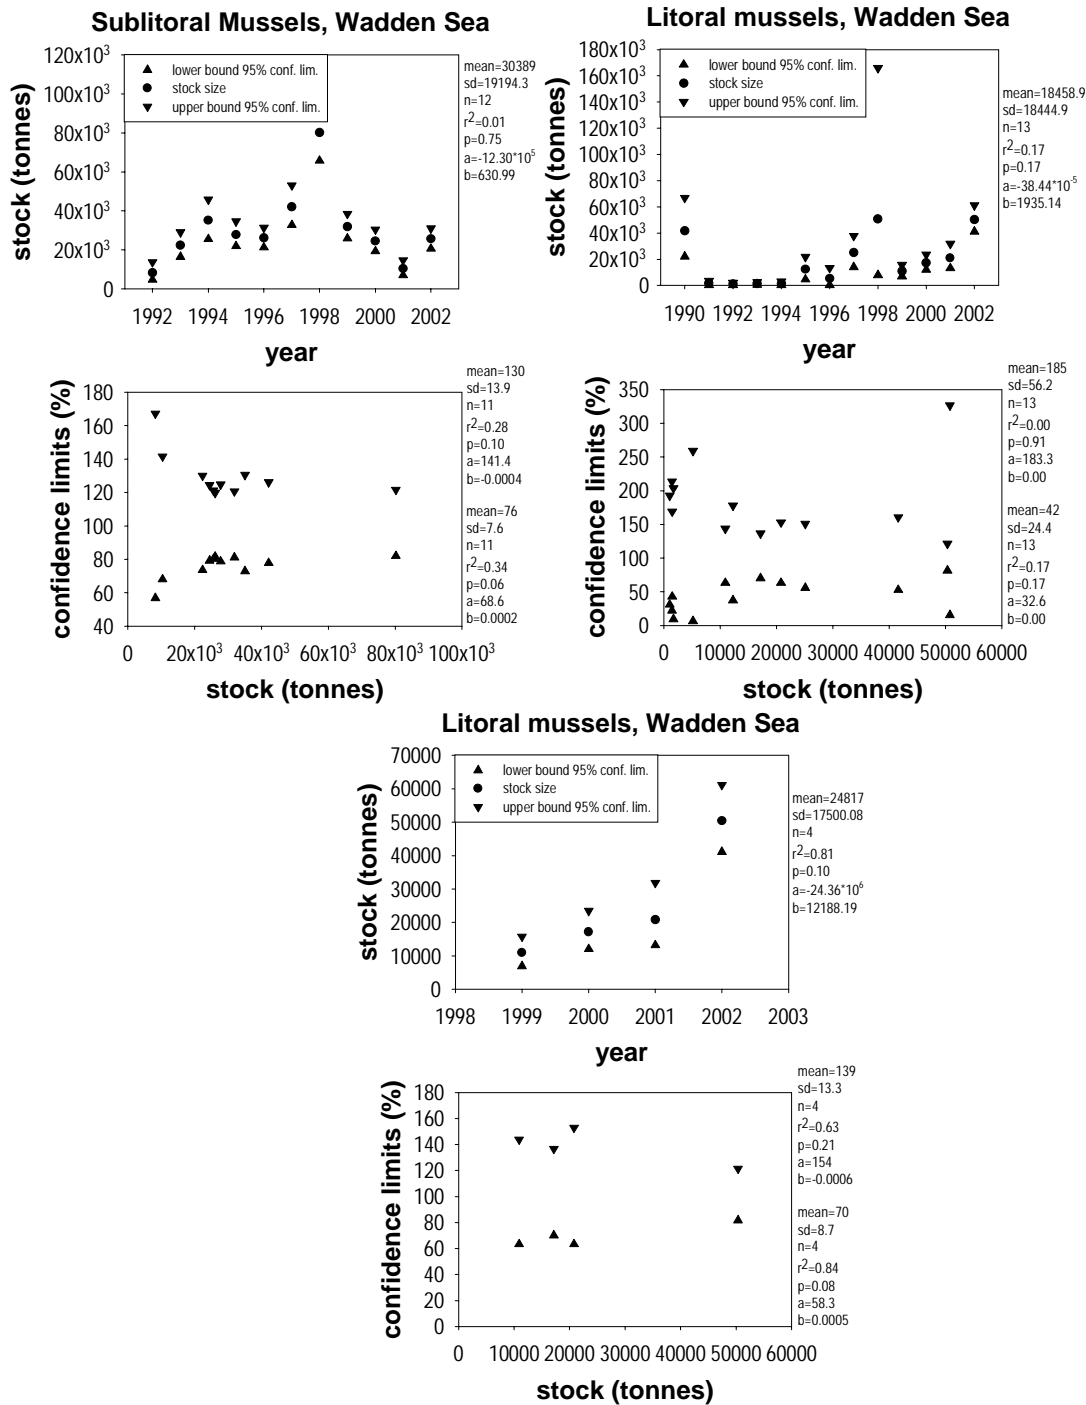 Sublitoral Mussels, Wadden Sea
120x10³
100x10³
80x10³
60x10³
40x10³
20x10³
0
stock (tonnes)
lower bound 95% conf. lim.
stock size
upper bound 95% conf. lim.
mean=30389
sd=19194.3
n=12
r²=0.01
p=0.75
a=-12.30*10⁵
b=630.99
1992 1994 1996 1998 2000 2002
year
Litoral mussels, Wadden Sea
180x10³
160x10³
140x10³
120x10³
100x10³
80x10³
60x10³
40x10³
20x10³
0
stock (tonnes)
lower bound 95% conf. lim.
stock size
upper bound 95% conf. lim.
mean=18458.9
sd=18444.9
n=13
r²=0.17
p=0.17
a=-38.44*10⁻⁵
b=1935.14
1990 1992 1994 1996 1998 2000 2002
year
180
160
140
120
100
80
60
40
confidence limits (%)
mean=130
sd=13.9
n=11
r²=0.28
p=0.10
a=141.4
b=-0.0004
mean=76
sd=7.6
n=11
r²=0.34
p=0.06
a=68.6
b=0.0002
0 20x10³ 40x10³ 60x10³ 80x10³ 100x10³
stock (tonnes)
350
300
250
200
150
100
50
0
confidence limits (%)
mean=185
sd=56.2
n=13
r²=0.00
p=0.91
a=183.3
b=0.00
mean=42
sd=24.4
n=13
r²=0.17
p=0.17
a=32.6
b=0.00
0 10000 20000 30000 40000 50000 60000
stock (tonnes)
Litoral mussels, Wadden Sea
70000
60000
50000
40000
30000
20000
10000
0
stock (tonnes)
lower bound 95% conf. lim.
stock size
upper bound 95% conf. lim.
mean=24817
sd=17500.08
n=4
r²=0.81
p=0.10
a=-24.36*10⁶
b=12188.19
1998 1999 2000 2001 2002 2003
year
180
160
140
120
100
80
60
40
20
0
confidence limits (%)
mean=139
sd=13.3
n=4
r²=0.63
p=0.21
a=154
b=-0.0006
mean=70
sd=8.7
n=4
r²=0.84
p=0.08
a=58.3
b=0.0005
0 10000 20000 30000 40000 50000 60000
stock (tonnes)